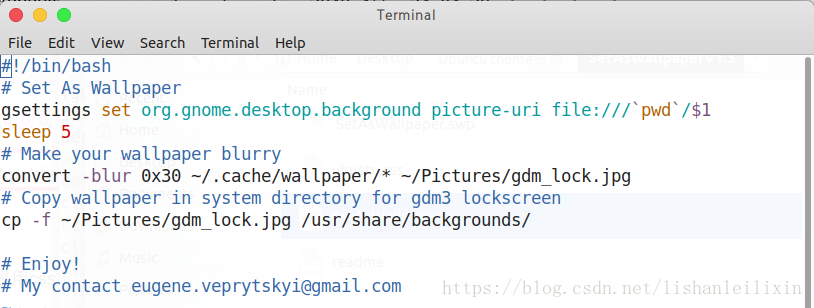 Terminal
File Edit View Search Terminal Help
#!/bin/bash
# Set As Wallpaper
gsettings set org.gnome.desktop.background picture-uri file:///`pwd`/$1
sleep 5
# Make your wallpaper blurry
convert -blur 0x30 ~/.cache/wallpaper/* ~/Pictures/gdm_lock.jpg
# Copy wallpaper in system directory for gdm3 lockscreen
cp -f ~/Pictures/gdm_lock.jpg /usr/share/backgrounds/
readme
# Enjoy!
# My contact eugene.veprytskyi@gmail.com
https://blog.csdn.net/lishanleilixin